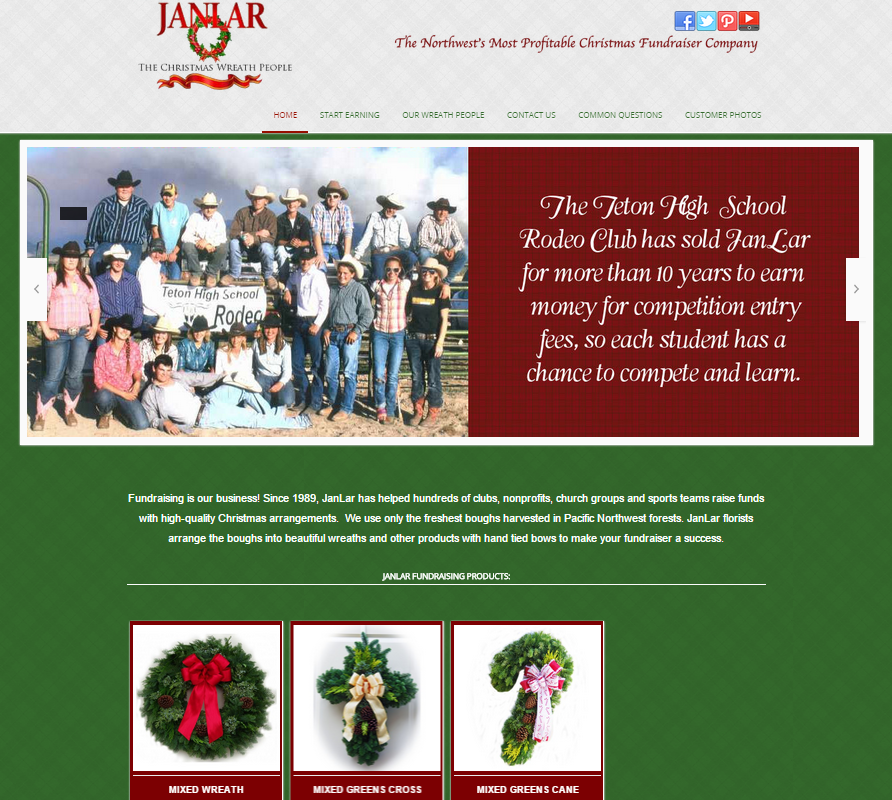 JANLAR
THE CHRISTMAS WREATH PEOPLE
The Northwest's Most Profitable Christmas Fundraiser Company
HOME START EARNING OUR WREATH PEOPLE CONTACT US COMMON QUESTIONS CUSTOMER PHOTOS
Teton High School
Rodeo
The Teton High School
Rodeo Club has sold JanLar
for more than 10 years to earn
money for competition entry
fees, so each student has a
chance to compete and learn.
Fundraising is our business! Since 1989, JanLar has helped hundreds of clubs, nonprofits, church groups and sports teams raise funds
with high-quality Christmas arrangements. We use only the freshest boughs harvested in Pacific Northwest forests. JanLar florists
arrange the boughs into beautiful wreaths and other products with hand tied bows to make your fundraiser a success.
JANLAR FUNDRAISING PRODUCTS:
MIXED WREATH MIXED GREENS CROSS MIXED GREENS CANE